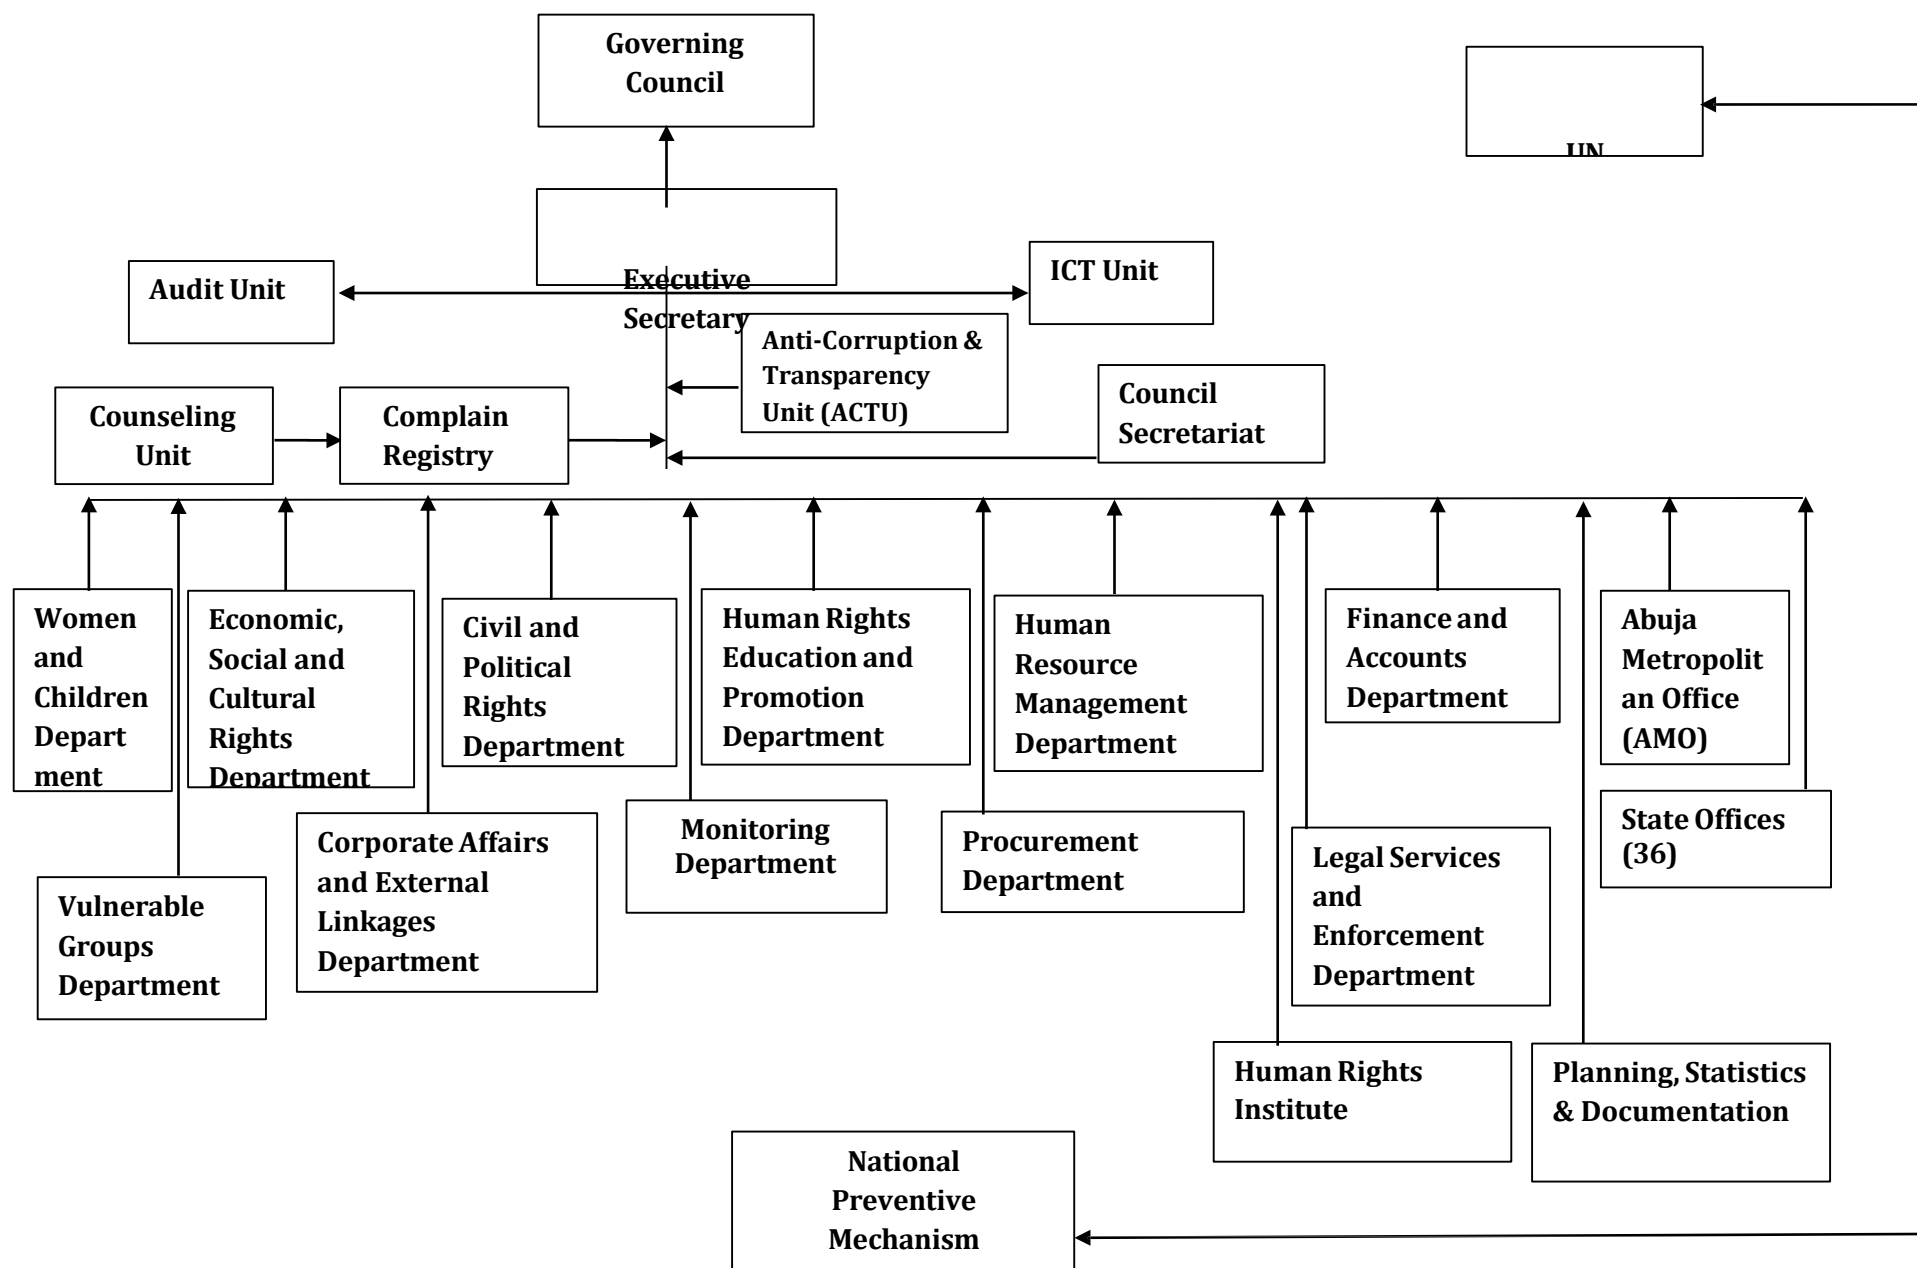 Governing
Council
UN
Executive
Secretary
Audit Unit
ICT Unit
Anti-Corruption &
Transparency
Unit (ACTU)
Counseling
Unit
Complain
Registry
Council
Secretariat
Women
and
Children
Depart
ment
Economic,
Social and
Cultural
Rights
Department
Civil and
Political
Rights
Department
Human Rights
Education and
Promotion
Department
Human
Resource
Management
Department
Finance and
Accounts
Department
Abuja
Metropolit
an Office
(AMO)
Vulnerable
Groups
Department
Corporate Affairs
and External
Linkages
Department
Monitoring
Department
Procurement
Department
Legal Services
and
Enforcement
Department
State Offices
(36)
Human Rights
Institute
Planning, Statistics
& Documentation
National
Preventive
Mechanism